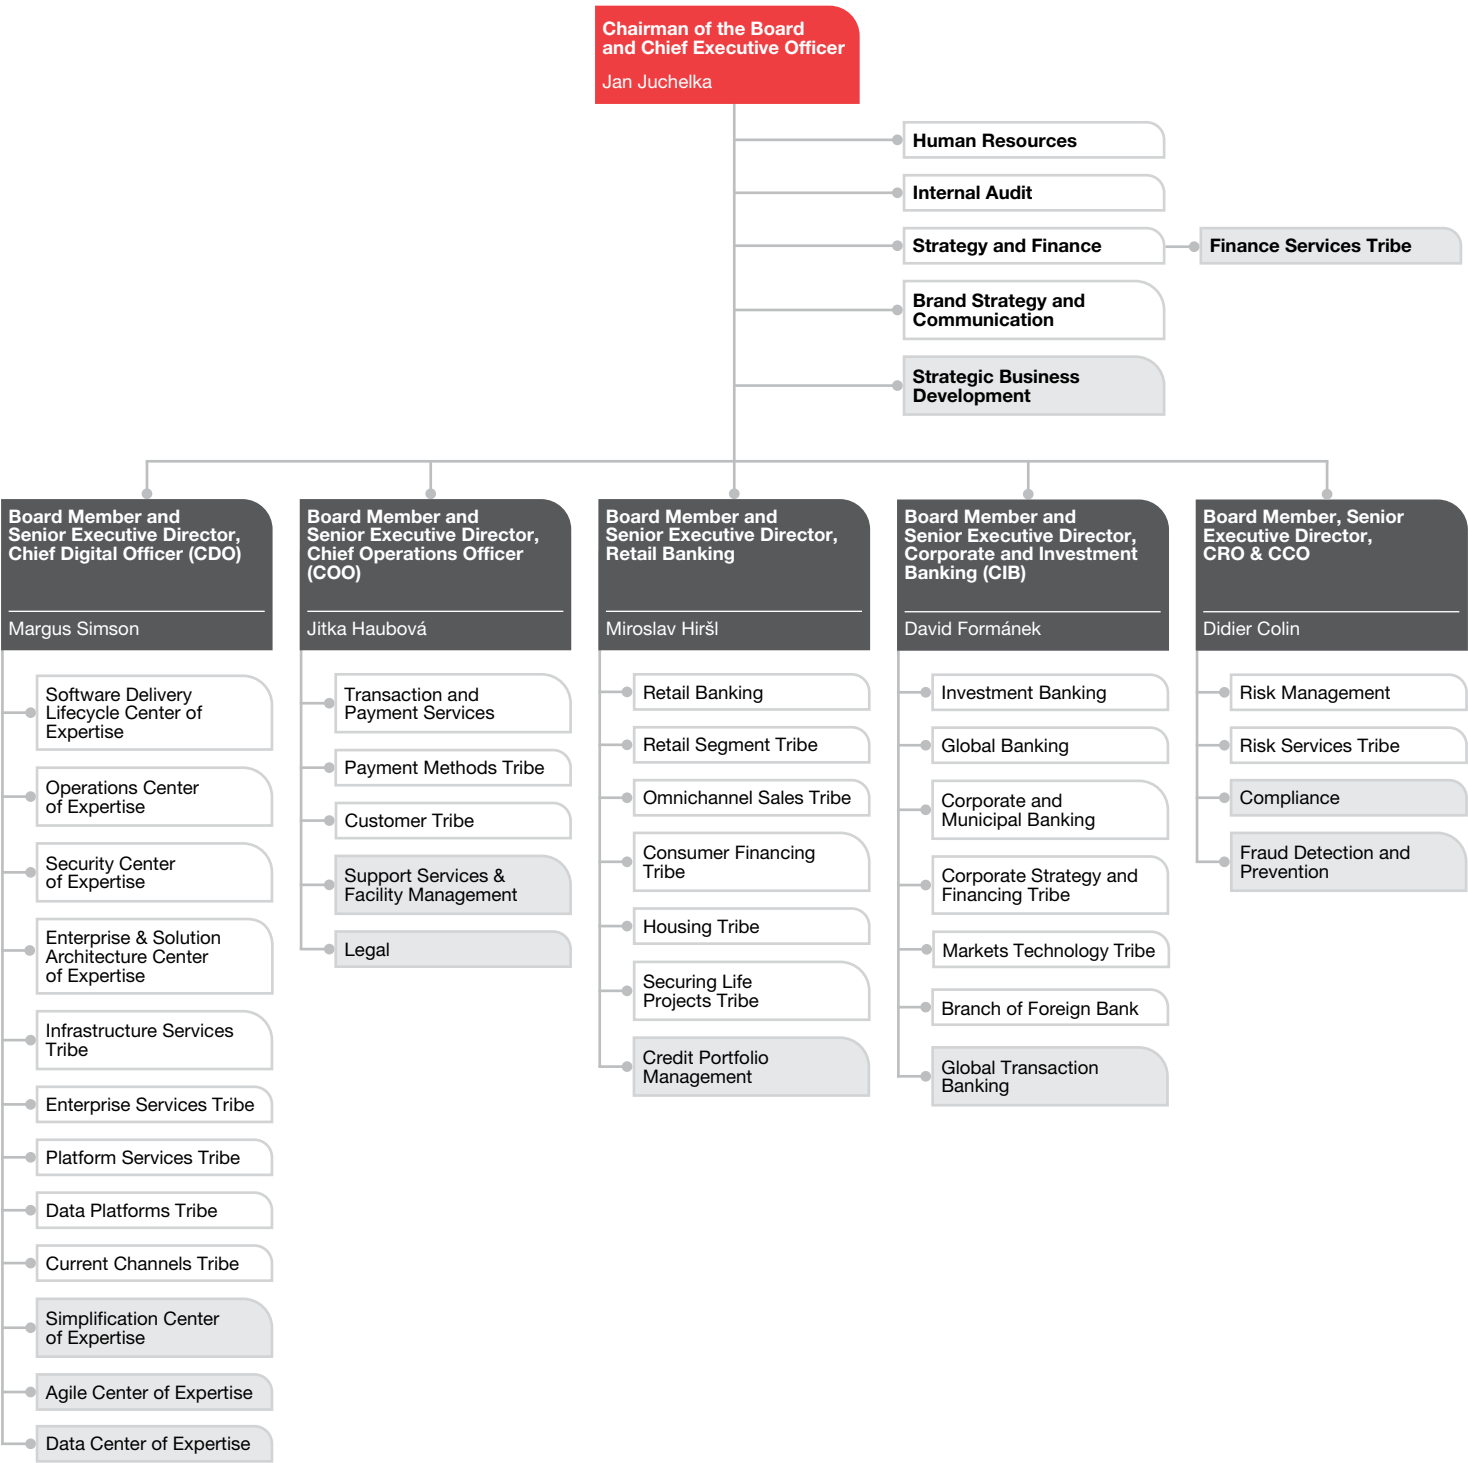 Chairman of the Board
and Chief Executive Officer
Jan Juchelka
Human Resources
Internal Audit
Strategy and Finance
Finance Services Tribe
Brand Strategy and
Communication
Strategic Business
Development
Board Member and
Senior Executive Director,
Chief Digital Officer (CDO)
Margus Simson
Software Delivery
Lifecycle Center of
Expertise
Operations Center
of Expertise
Security Center
of Expertise
Enterprise & Solution
Architecture Center
of Expertise
Infrastructure Services
Tribe
Enterprise Services Tribe
Platform Services Tribe
Data Platforms Tribe
Current Channels Tribe
Simplification Center
of Expertise
Agile Center of Expertise
Data Center of Expertise
Board Member and
Senior Executive Director,
Chief Operations Officer
(COO)
Jitka Haubová
Transaction and
Payment Services
Payment Methods Tribe
Customer Tribe
Support Services &
Facility Management
Legal
Board Member and
Senior Executive Director,
Retail Banking
Miroslav Hiršl
Retail Banking
Retail Segment Tribe
Omnichannel Sales Tribe
Consumer Financing
Tribe
Housing Tribe
Securing Life
Projects Tribe
Credit Portfolio
Management
Board Member and
Senior Executive Director,
Corporate and Investment
Banking (CIB)
David Formánek
Investment Banking
Global Banking
Corporate and
Municipal Banking
Corporate Strategy and
Financing Tribe
Markets Technology Tribe
Branch of Foreign Bank
Global Transaction
Banking
Board Member, Senior
Executive Director,
CRO & CCO
Didier Colin
Risk Management
Risk Services Tribe
Compliance
Fraud Detection and
Prevention